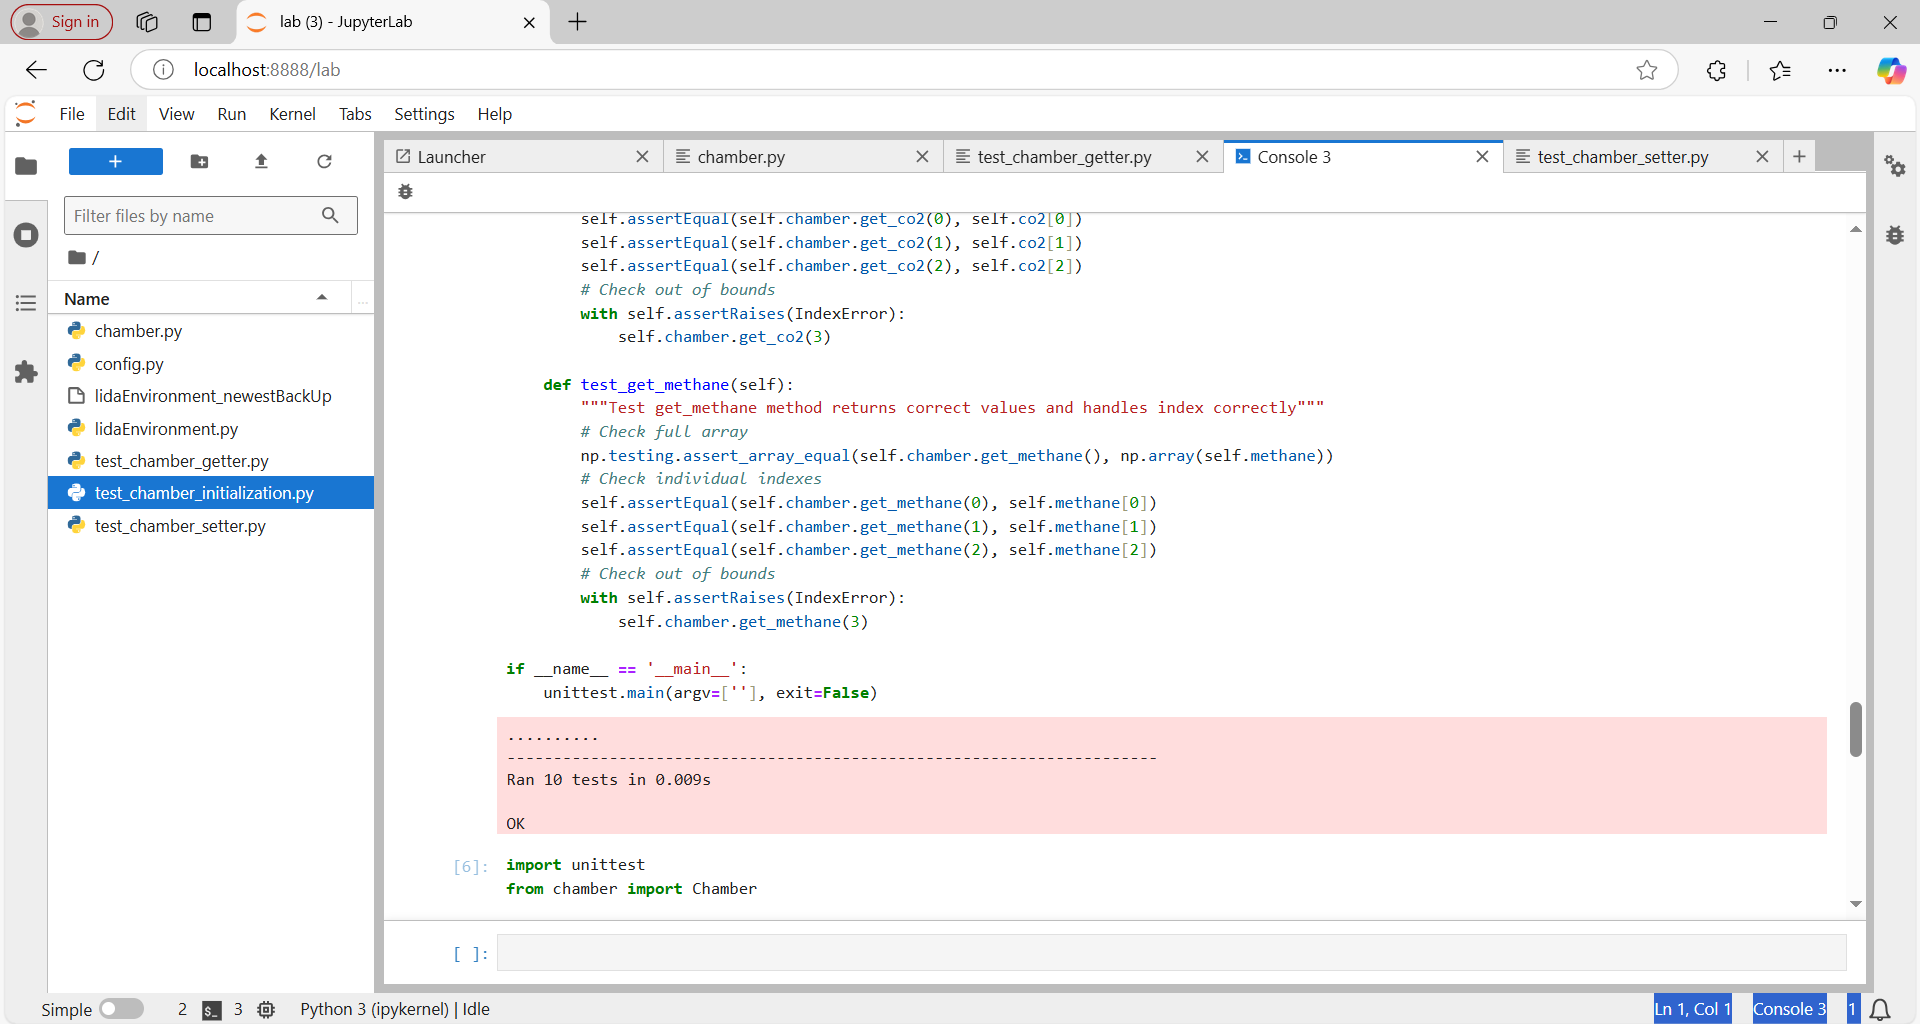 Sign in
lab (3) - JupyterLab
localhost:8888/lab
File Edit View Run Kernel Tabs Settings Help
Launcher
chamber.py
test_chamber_getter.py
Console 3
test_chamber_setter.py
Filter files by name
/
Name
...
chamber.py
config.py
lidaEnvironment_newestBackUp
lidaEnvironment.py
test_chamber_getter.py
test_chamber_initialization.py
test_chamber_setter.py
        self.assertEqual(self.chamber.get_co2(0), self.co2[0])
        self.assertEqual(self.chamber.get_co2(1), self.co2[1])
        self.assertEqual(self.chamber.get_co2(2), self.co2[2])
        # Check out of bounds
        with self.assertRaises(IndexError):
            self.chamber.get_co2(3)
    def test_get_methane(self):
        """Test get_methane method returns correct values and handles index correctly"""
        # Check full array
        np.testing.assert_array_equal(self.chamber.get_methane(), np.array(self.methane))
        # Check individual indexes
        self.assertEqual(self.chamber.get_methane(0), self.methane[0])
        self.assertEqual(self.chamber.get_methane(1), self.methane[1])
        self.assertEqual(self.chamber.get_methane(2), self.methane[2])
        # Check out of bounds
        with self.assertRaises(IndexError):
            self.chamber.get_methane(3)
if __name__ == '__main__':
    unittest.main(argv=[''], exit=False)
..........
----------------------------------------------------------------------
Ran 10 tests in 0.009s
OK
[6]: import unittest
from chamber import Chamber
[ ]:
Simple 2 $_ 3 Python 3 (ipykernel) | Idle
Ln 1, Col 1 Console 3 1